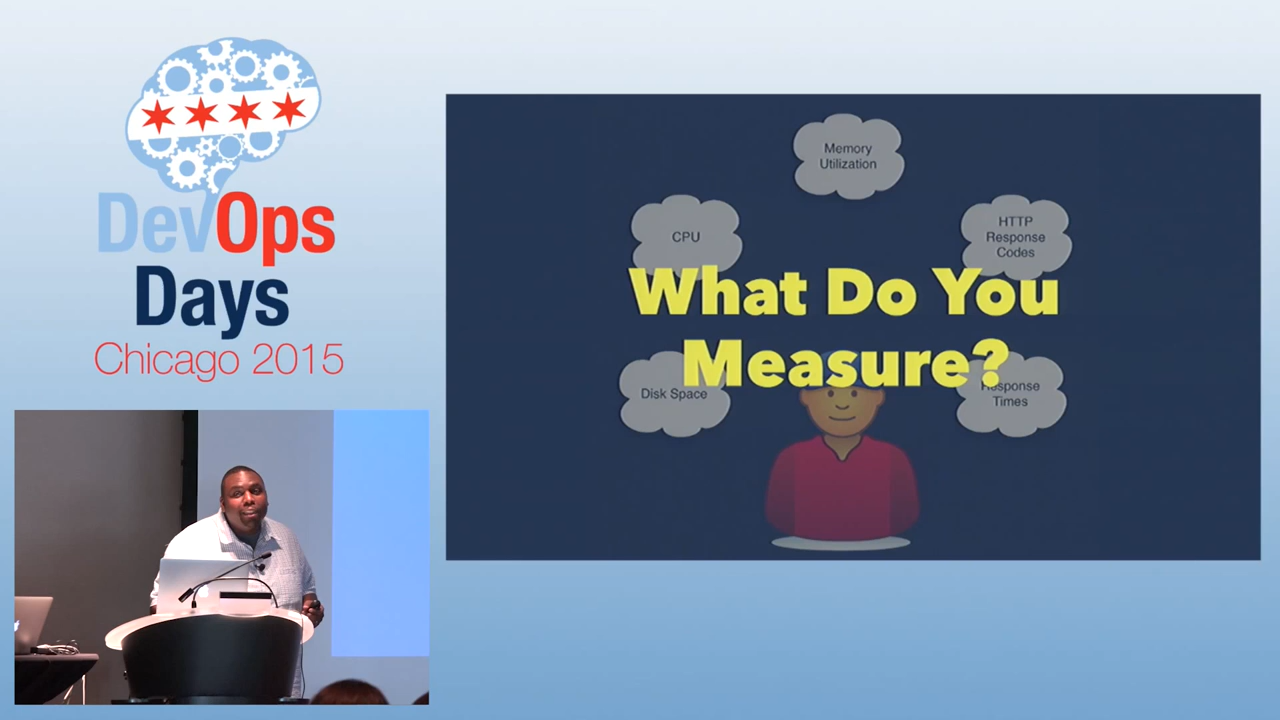 DevOps
Days
Chicago 2015
Memory
Utilization
CPU
HTTP
Response
Codes
What Do You
Measure?
Disk Space
Response
Times